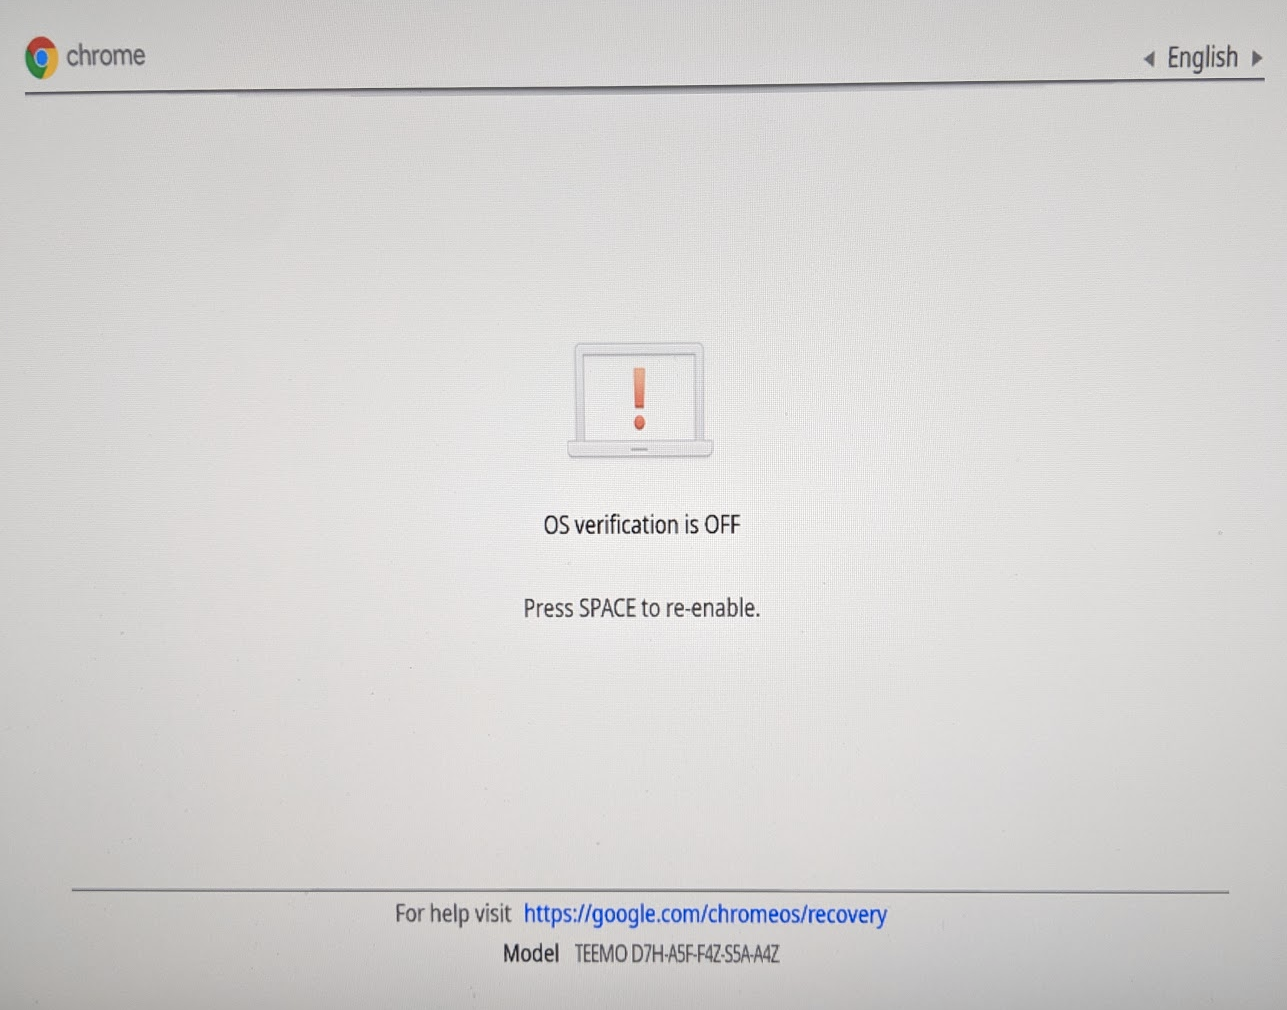 chrome
English
OS verification is OFF
Press SPACE to re-enable.
For help visit https://google.com/chromeos/recovery
Model TEEMO D7H-A5F-F4Z-S5A-A4Z